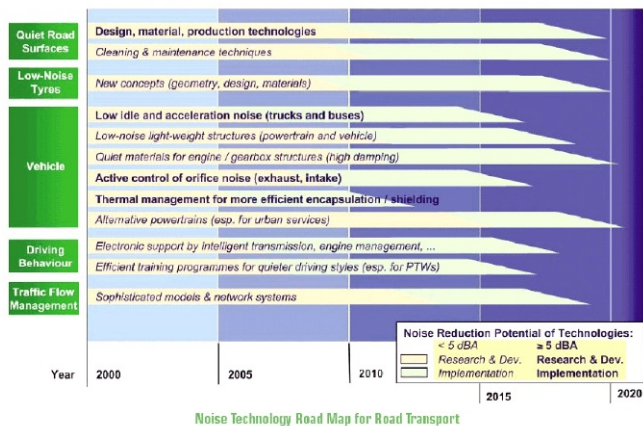 Quiet Road
Surfaces
Design, material, production technologies
Cleaning & maintenance techniques
Low-Noise
Tyres
New concepts (geometry, design, materials)
Vehicle
Low idle and acceleration noise (trucks and buses)
Low-noise light-weight structures (powertrain and vehicle)
Quiet materials for engine / gearbox structures (high damping)
Active control of orifice noise (exhaust, intake)
Thermal management for more efficient encapsulation / shielding
Alternative powertrains (esp. for urban services)
Driving
Behaviour
Electronic support by intelligent transmission, engine management, ...
Efficient training programmes for quieter driving styles (esp. for PTWs)
Traffic Flow
Management
Sophisticated models & network systems
Noise Reduction Potential of Technologies:
< 5 dBA ≥ 5 dBA
Research & Dev. Research & Dev.
Implementation Implementation
Year 2000 2005 2010 2015 2020
Noise Technology Road Map for Road Transport